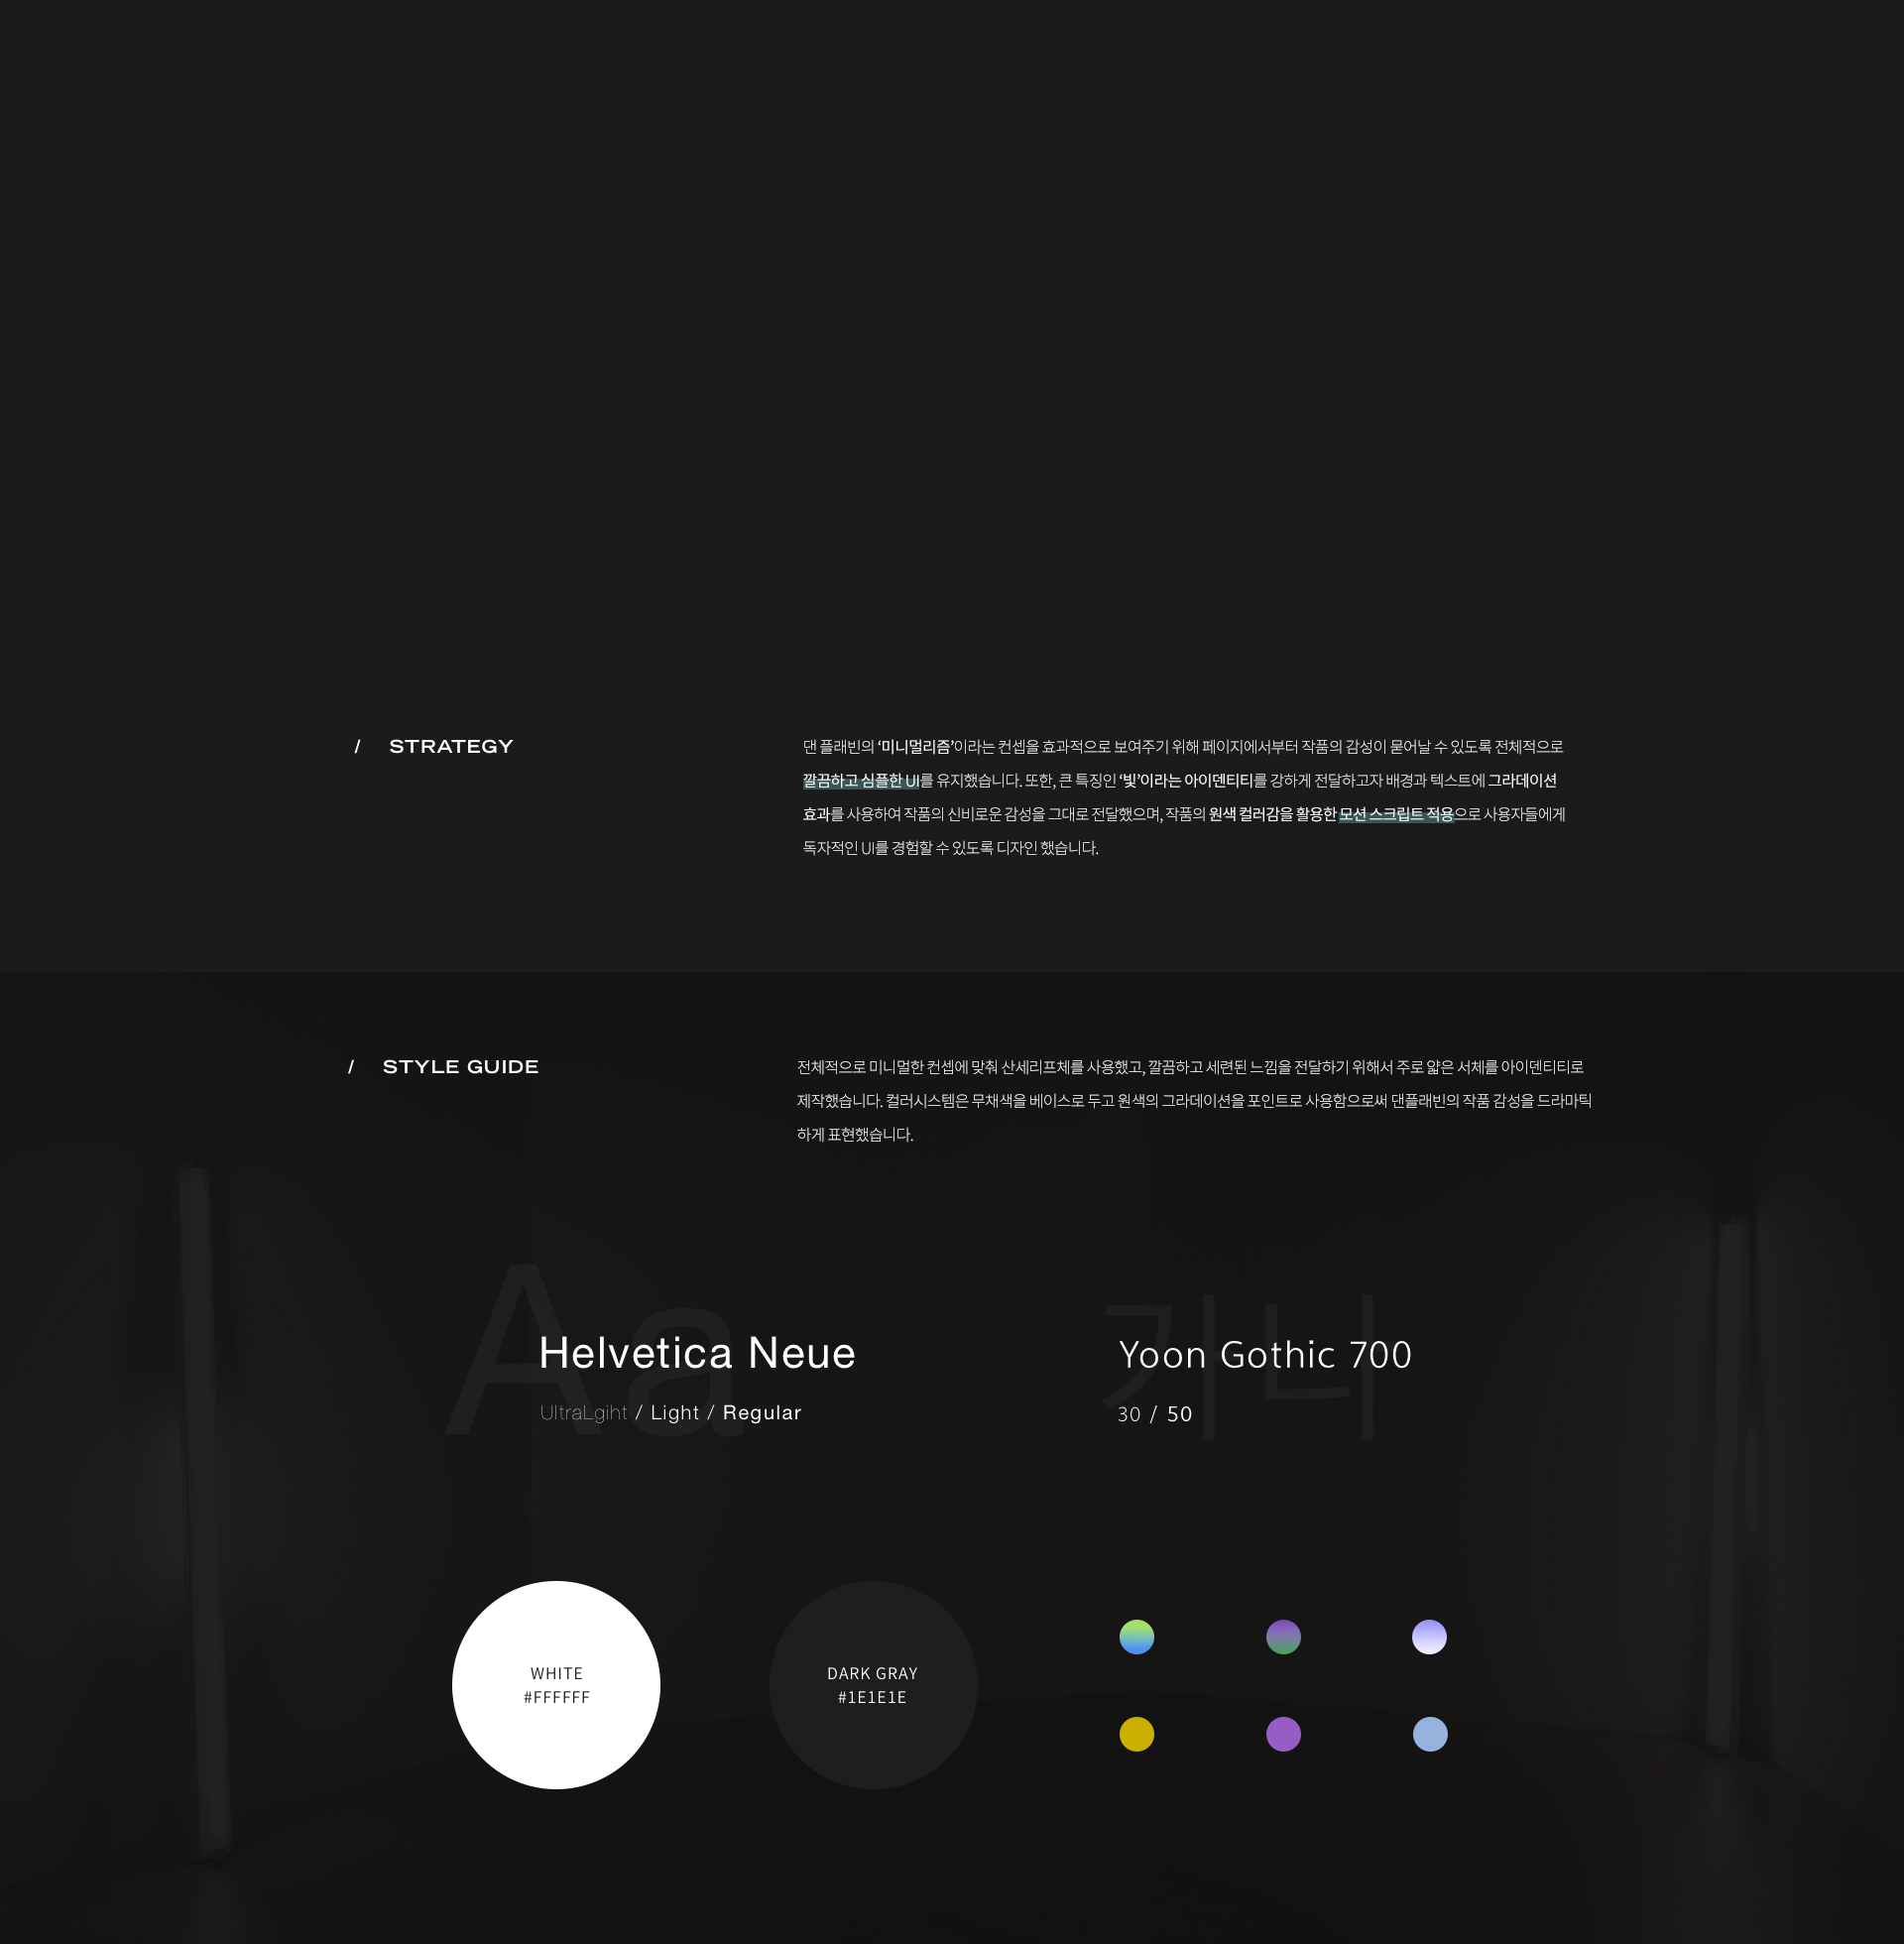 / STRATEGY
댄 플래빈의 ‘미니멀리즘’이라는 컨셉을 효과적으로 보여주기 위해 페이지에서부터 작품의 감성이 묻어날 수 있도록 전체적으로
깔끔하고 심플한 UI를 유지했습니다. 또한, 큰 특징인 ‘빛’이라는 아이덴티티를 강하게 전달하고자 배경과 텍스트에 그라데이션
효과를 사용하여 작품의 신비로운 감성을 그대로 전달했으며, 작품의 원색 컬러감을 활용한 모션 스크립트 적용으로 사용자들에게
독자적인 UI를 경험할 수 있도록 디자인 했습니다.
/ STYLE GUIDE
전체적으로 미니멀한 컨셉에 맞춰 산세리프체를 사용했고, 깔끔하고 세련된 느낌을 전달하기 위해서 주로 얇은 서체를 아이덴티티로
제작했습니다. 컬러시스템은 무채색을 베이스로 두고 원색의 그라데이션을 포인트로 사용함으로써 댄플래빈의 작품 감성을 드라마틱
하게 표현했습니다.
Aa
Helvetica Neue
UltraLgiht / Light / Regular
가나
Yoon Gothic 700
30 / 50
WHITE
#FFFFFF
DARK GRAY
#1E1E1E